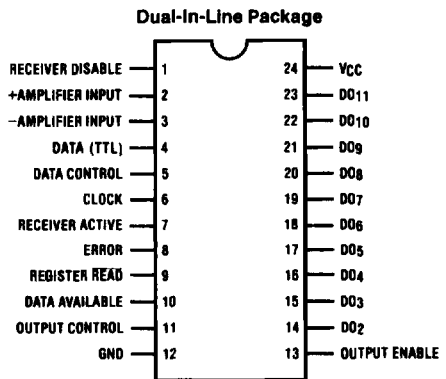 Dual-In-Line Package
RECEIVER DISABLE 1 24 VCC
+AMPLIFIER INPUT 2 23 DO11
−AMPLIFIER INPUT 3 22 DO10
DATA (TTL) 4 21 DO9
DATA CONTROL 5 20 DO8
CLOCK 6 19 DO7
RECEIVER ACTIVE 7 18 DO6
ERROR 8 17 DO5
REGISTER R̅E̅A̅D̅ 9 16 DO4
DATA AVAILABLE 10 15 DO3
OUTPUT CONTROL 11 14 DO2
GND 12 13 OUTPUT ENABLE